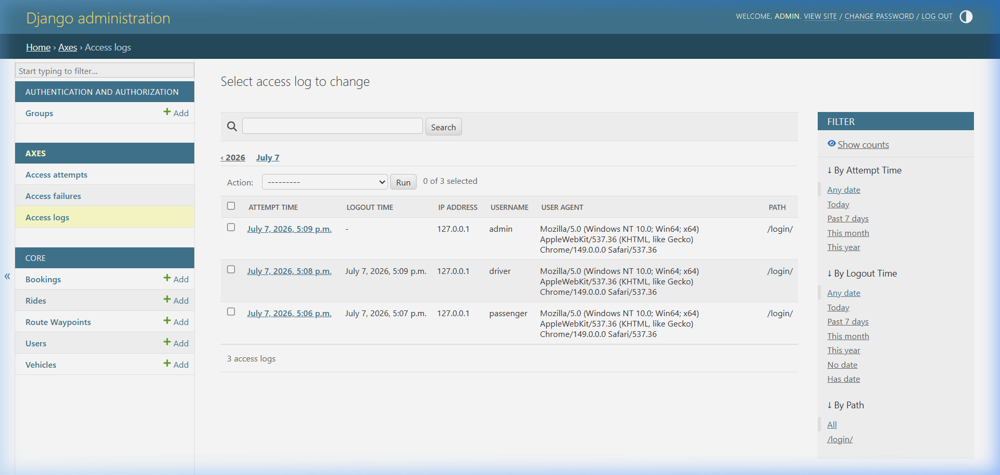 Django administration
WELCOME, ADMIN. VIEW SITE / CHANGE PASSWORD / LOG OUT
Home › Axes › Access logs
Start typing to filter...
AUTHENTICATION AND AUTHORIZATION
Groups + Add
AXES
Access attempts
Access failures
Access logs
CORE
Bookings + Add
Rides + Add
Route Waypoints + Add
Users + Add
Vehicles + Add
«
Select access log to change
Search
‹ 2026 July 7
Action: --------- Run 0 of 3 selected
ATTEMPT TIME LOGOUT TIME IP ADDRESS USERNAME USER AGENT PATH
July 7, 2026, 5:09 p.m. - 127.0.0.1 admin Mozilla/5.0 (Windows NT 10.0; Win64; x64) /login/
AppleWebKit/537.36 (KHTML, like Gecko)
Chrome/149.0.0.0 Safari/537.36
July 7, 2026, 5:08 p.m. July 7, 2026, 5:09 p.m. 127.0.0.1 driver Mozilla/5.0 (Windows NT 10.0; Win64; x64) /login/
AppleWebKit/537.36 (KHTML, like Gecko)
Chrome/149.0.0.0 Safari/537.36
July 7, 2026, 5:06 p.m. July 7, 2026, 5:07 p.m. 127.0.0.1 passenger Mozilla/5.0 (Windows NT 10.0; Win64; x64) /login/
AppleWebKit/537.36 (KHTML, like Gecko)
Chrome/149.0.0.0 Safari/537.36
3 access logs
FILTER
Show counts
↓ By Attempt Time
Any date
Today
Past 7 days
This month
This year
↓ By Logout Time
Any date
Today
Past 7 days
This month
This year
No date
Has date
↓ By Path
All
/login/